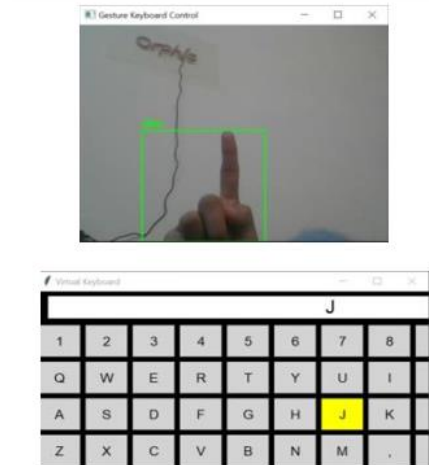 Gesture Keyboard Control
Virtual Keyboard
J
1 2 3 4 5 6 7 8
Q W E R T Y U I
A S D F G H J K
Z X C V B N M ,